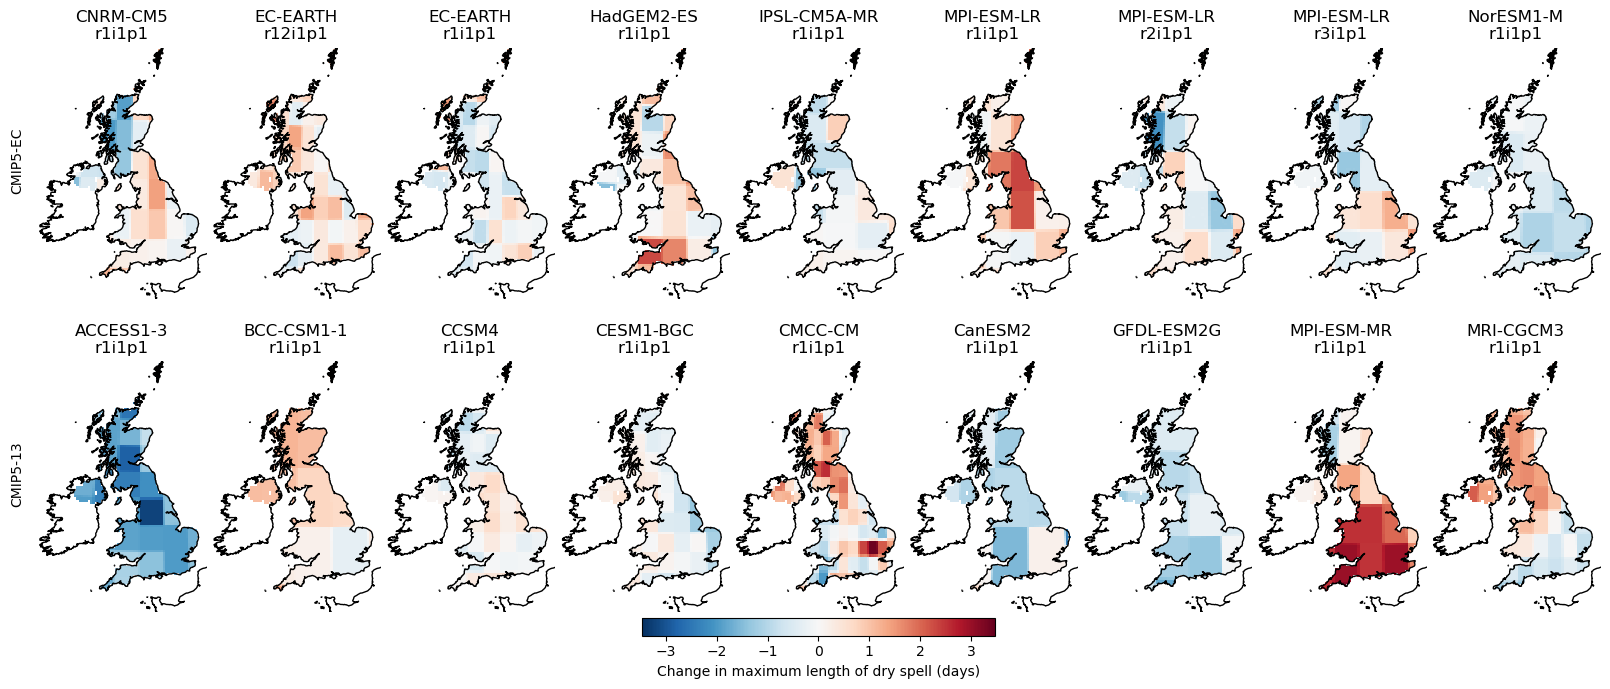 CNRM-CM5
r1i1p1
EC-EARTH
r12i1p1
EC-EARTH
r1i1p1
HadGEM2-ES
r1i1p1
IPSL-CM5A-MR
r1i1p1
MPI-ESM-LR
r1i1p1
MPI-ESM-LR
r2i1p1
MPI-ESM-LR
r3i1p1
NorESM1-M
r1i1p1
CMIP5-EC
ACCESS1-3
r1i1p1
BCC-CSM1-1
r1i1p1
CCSM4
r1i1p1
CESM1-BGC
r1i1p1
CMCC-CM
r1i1p1
CanESM2
r1i1p1
GFDL-ESM2G
r1i1p1
MPI-ESM-MR
r1i1p1
MRI-CGCM3
r1i1p1
CMIP5-13
−3 −2 −1 0 1 2 3
Change in maximum length of dry spell (days)